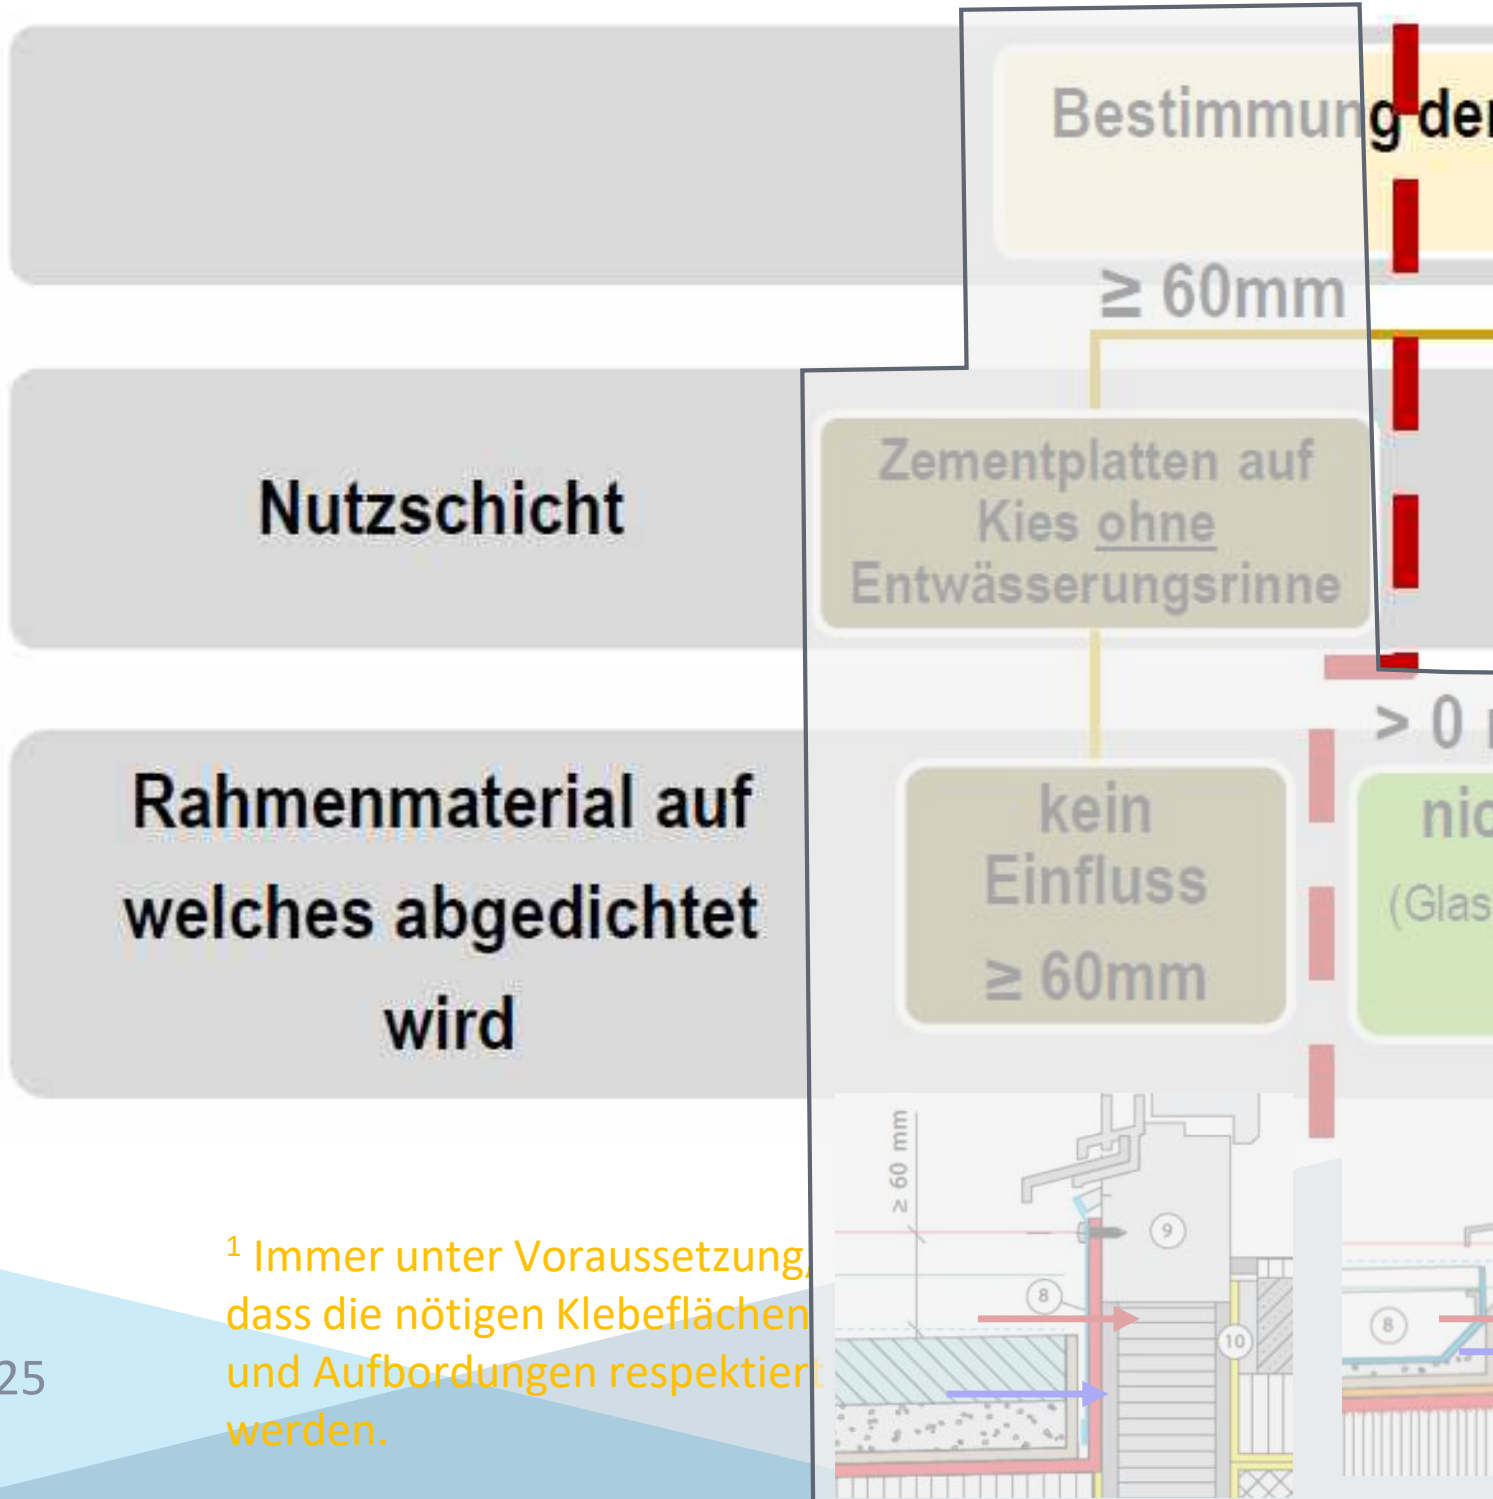 Bestimmung der
≥ 60mm
Nutzschicht
Zementplatten auf
Kies ohne
Entwässerungsrinne
> 0
Rahmenmaterial auf
welches abgedichtet
wird
kein
Einfluss
≥ 60mm
(Glas
≥ 60 mm
9
8
10
8
¹ Immer unter Voraussetzung,
dass die nötigen Klebeflächen
und Aufbordungen respektiert
werden.
25